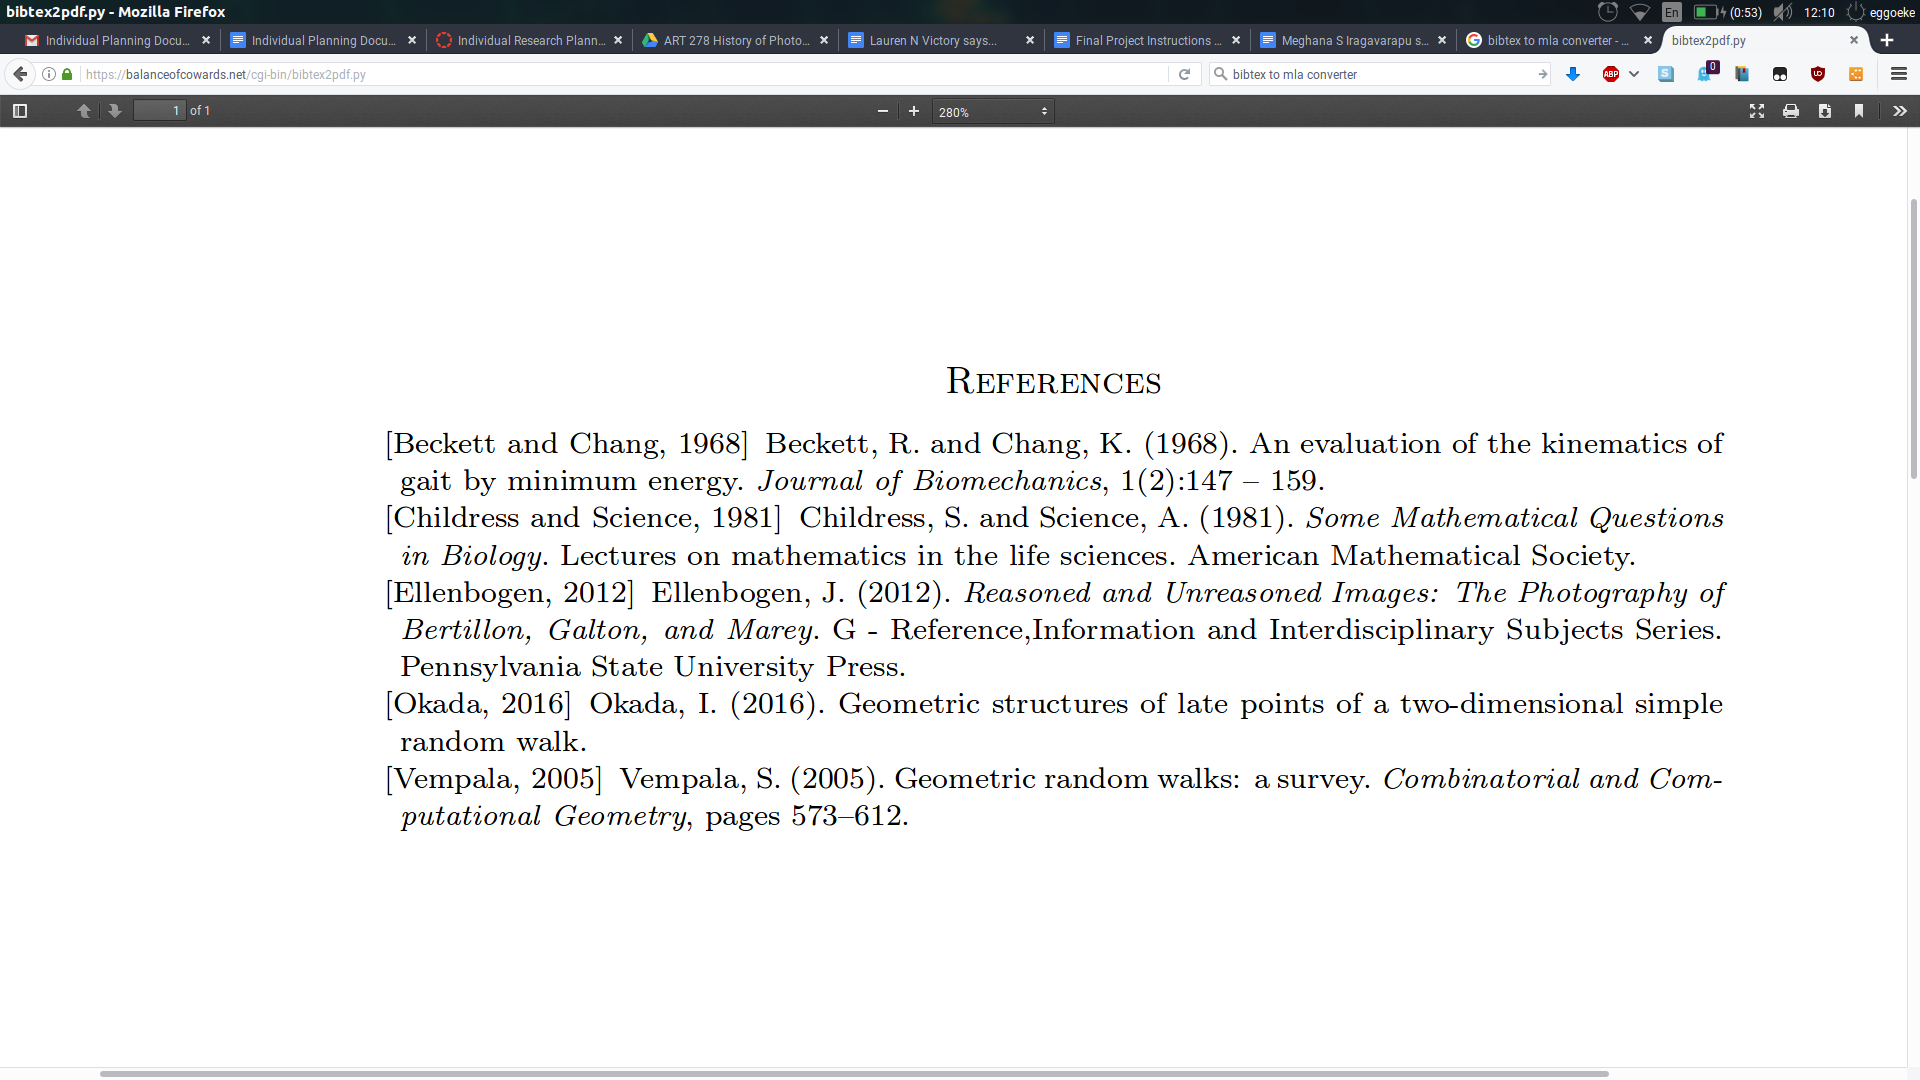 bibtex2pdf.py - Mozilla Firefox
En (0:53) 12:10 eggoeke
Individual Planning Docu... Individual Planning Docu... Individual Research Plann... ART 278 History of Photo... Lauren N Victory says... Final Project Instructions ... Meghana S Iragavarapu s... bibtex to mla converter - ... bibtex2pdf.py
https://balanceofcowards.net/cgi-bin/bibtex2pdf.py bibtex to mla converter ABP S 0
1 of 1 280%
REFERENCES
[Beckett and Chang, 1968] Beckett, R. and Chang, K. (1968). An evaluation of the kinematics of
gait by minimum energy. Journal of Biomechanics, 1(2):147 – 159.
[Childress and Science, 1981] Childress, S. and Science, A. (1981). Some Mathematical Questions
in Biology. Lectures on mathematics in the life sciences. American Mathematical Society.
[Ellenbogen, 2012] Ellenbogen, J. (2012). Reasoned and Unreasoned Images: The Photography of
Bertillon, Galton, and Marey. G - Reference,Information and Interdisciplinary Subjects Series.
Pennsylvania State University Press.
[Okada, 2016] Okada, I. (2016). Geometric structures of late points of a two-dimensional simple
random walk.
[Vempala, 2005] Vempala, S. (2005). Geometric random walks: a survey. Combinatorial and Com-
putational Geometry, pages 573–612.